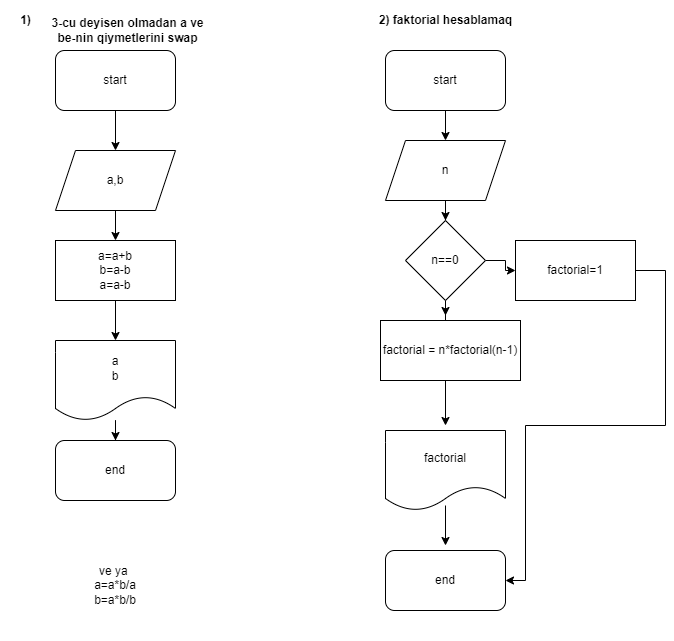 1) 3-cu deyisen olmadan a ve
be-nin qiymetlerini swap
start
a,b
a=a+b
b=a-b
a=a-b
a
b
end
ve ya
a=a*b/a
b=a*b/b
2) faktorial hesablamaq
start
n
n==0
factorial=1
factorial = n*factorial(n-1)
factorial
end